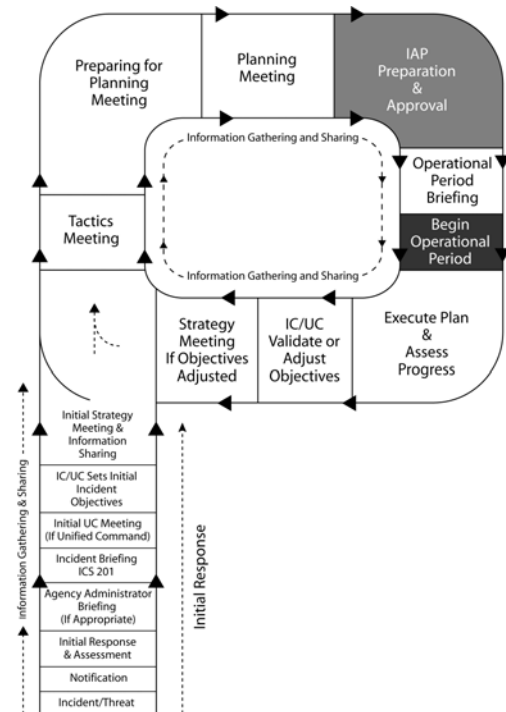 Preparing for
Planning
Meeting
Planning
Meeting
IAP
Preparation
&
Approval
Information Gathering and Sharing
Operational
Period
Briefing
Begin
Operational
Period
Tactics
Meeting
Information Gathering and Sharing
Execute Plan
&
Assess
Progress
IC/UC
Validate or
Adjust
Objectives
Strategy
Meeting
If Objectives
Adjusted
Initial Strategy
Meeting &
Information
Sharing
IC/UC Sets Initial
Incident
Objectives
Initial UC Meeting
(If Unified Command)
Incident Briefing
ICS 201
Agency Administrator
Briefing
(If Appropriate)
Initial Response
& Assessment
Notification
Incident/Threat
Information Gathering & Sharing
Initial Response